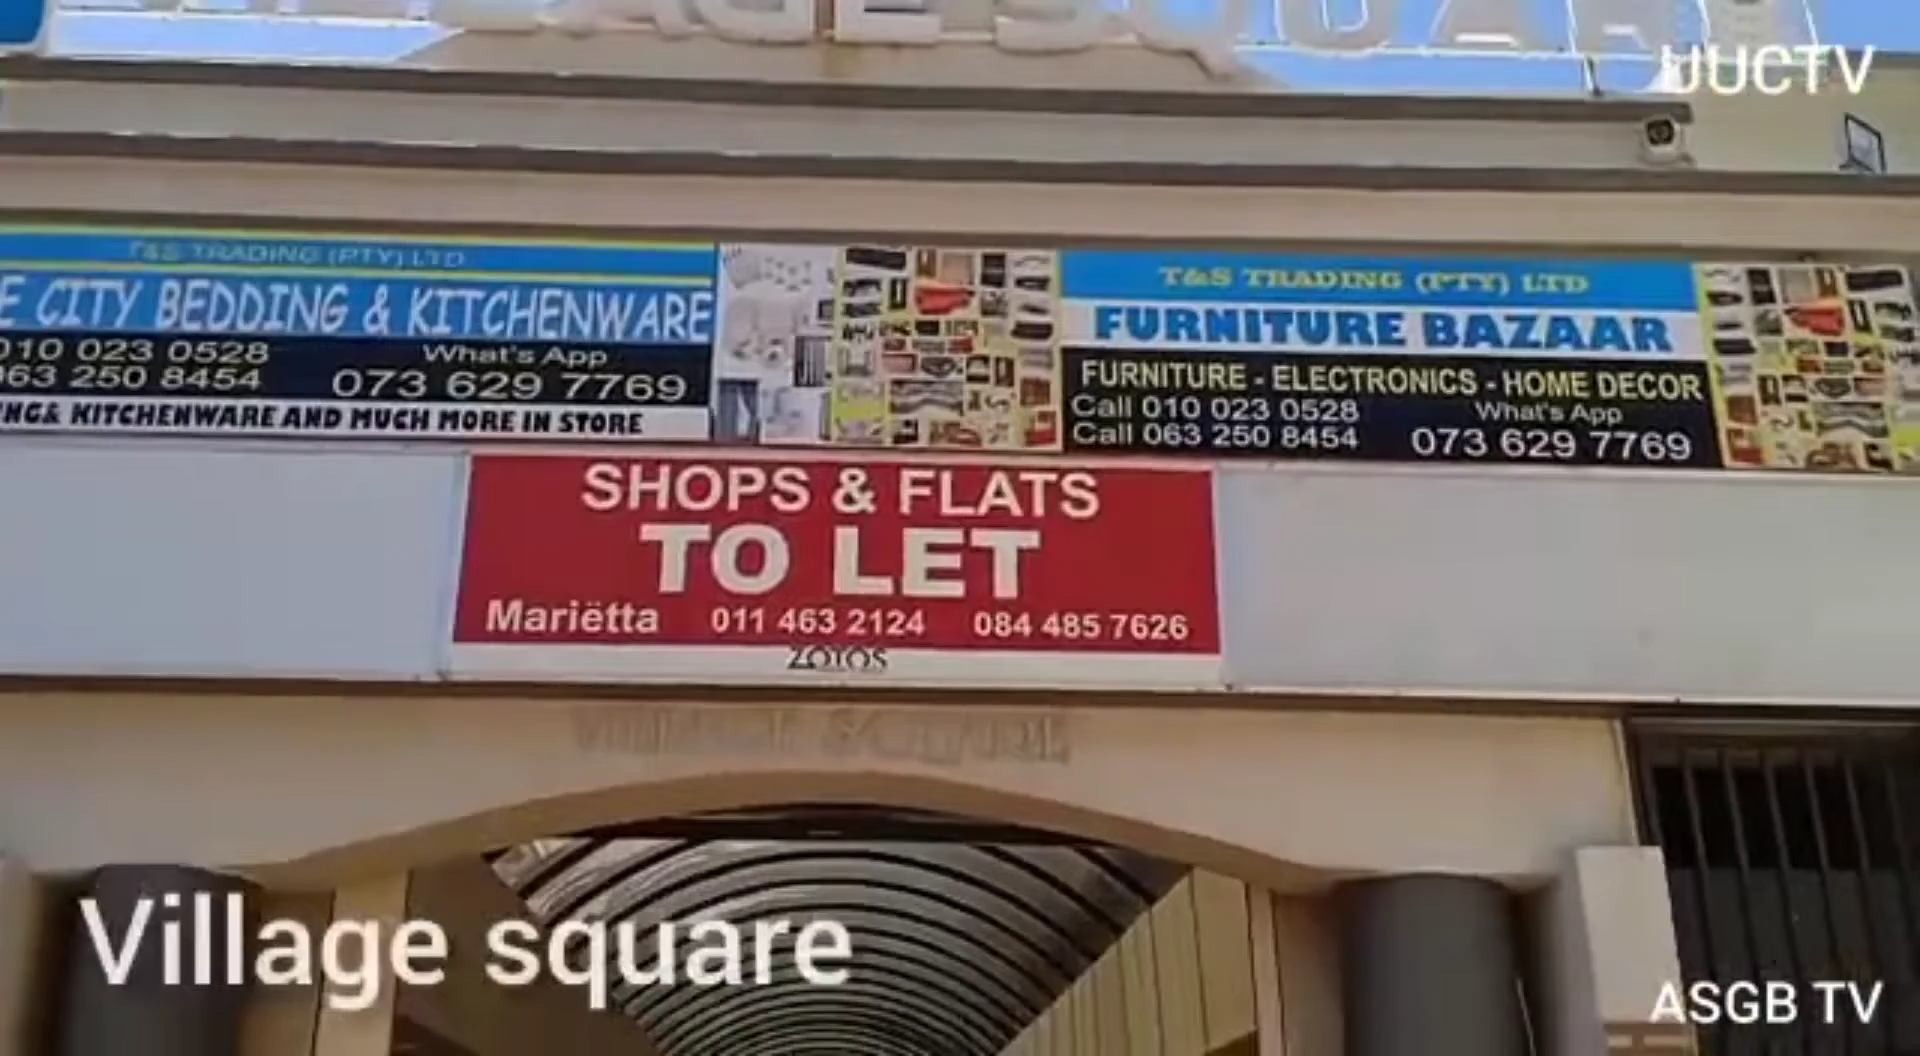 UUCTV
T&S TRADING (PTY) LTD
CITY BEDDING & KITCHENWARE
010 023 0528
063 250 8454
What's App
073 629 7769
KITCHENWARE AND MUCH MORE IN STORE
T&S TRADING (PTY) LTD
FURNITURE BAZAAR
FURNITURE - ELECTRONICS - HOME DECOR
Call 010 023 0528
Call 063 250 8454
What's App
073 629 7769
SHOPS & FLATS
TO LET
Mariëtta 011 463 2124 084 485 7626
ZOTOS
VILLAGE SQUARE
Village square
ASGB TV